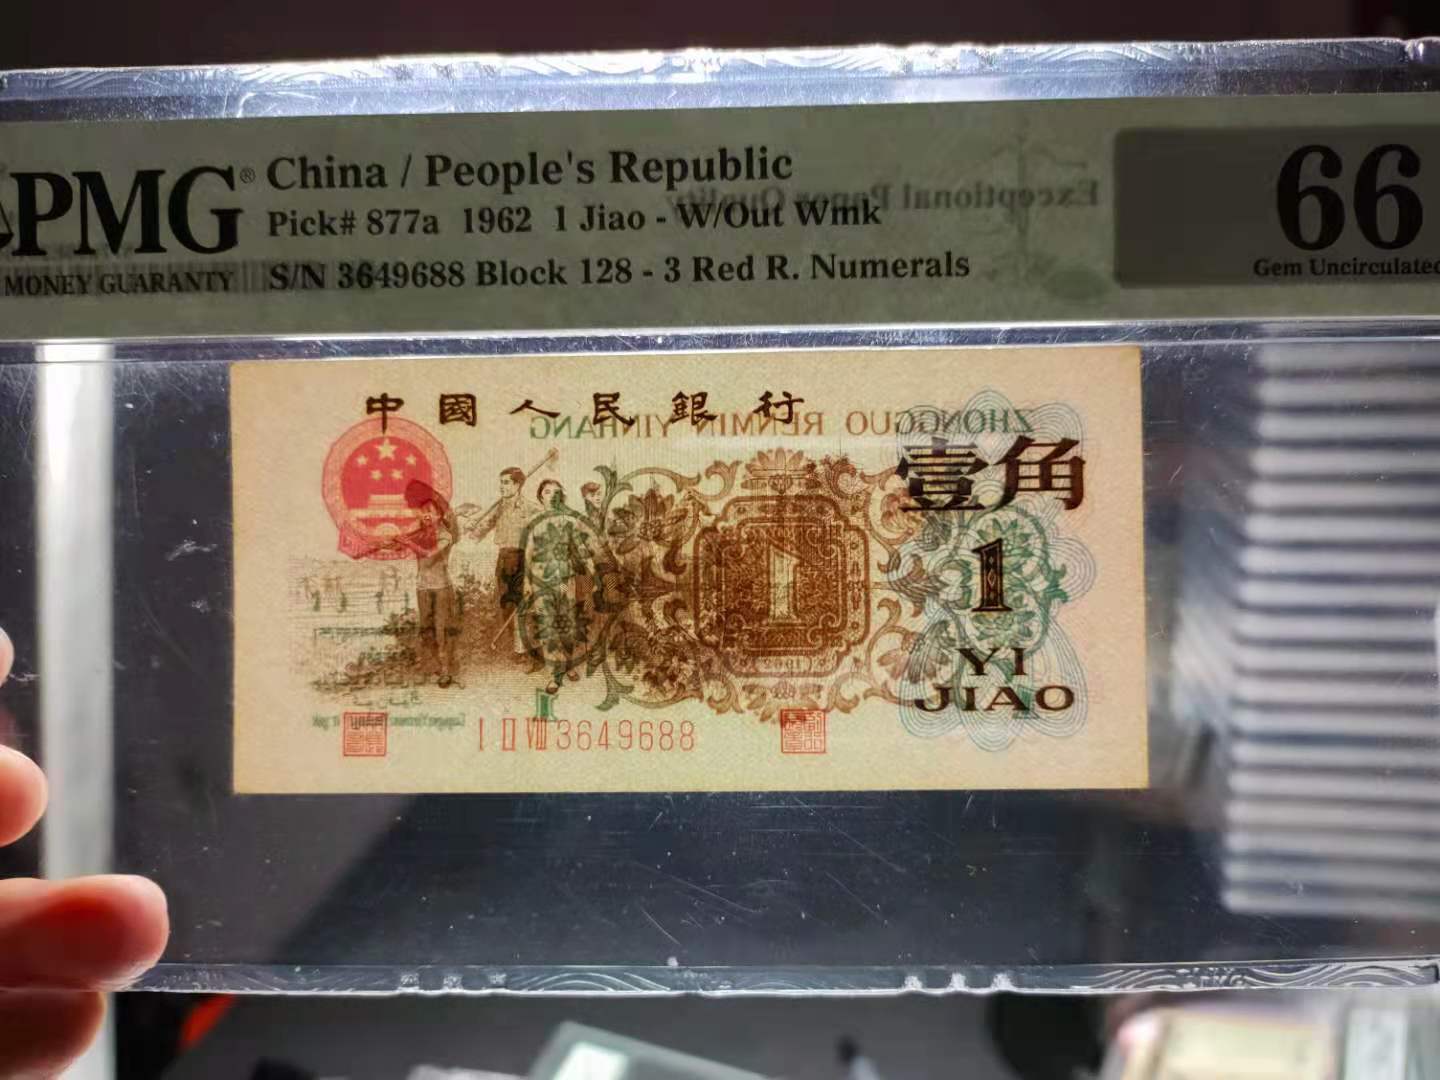 PMG® China / People's Republic
Pick# 877a 1962 1 Jiao - W/Out Wmk
MONEY GUARANTY S/N 3649688 Block 128 - 3 Red R. Numerals
Exceptional Paper Quality
66
Gem Uncirculated
中國人民銀行
ZHONGGUO RENMIN YINHANG
壹角
1
1
YI
JIAO
I II VIII 3649688